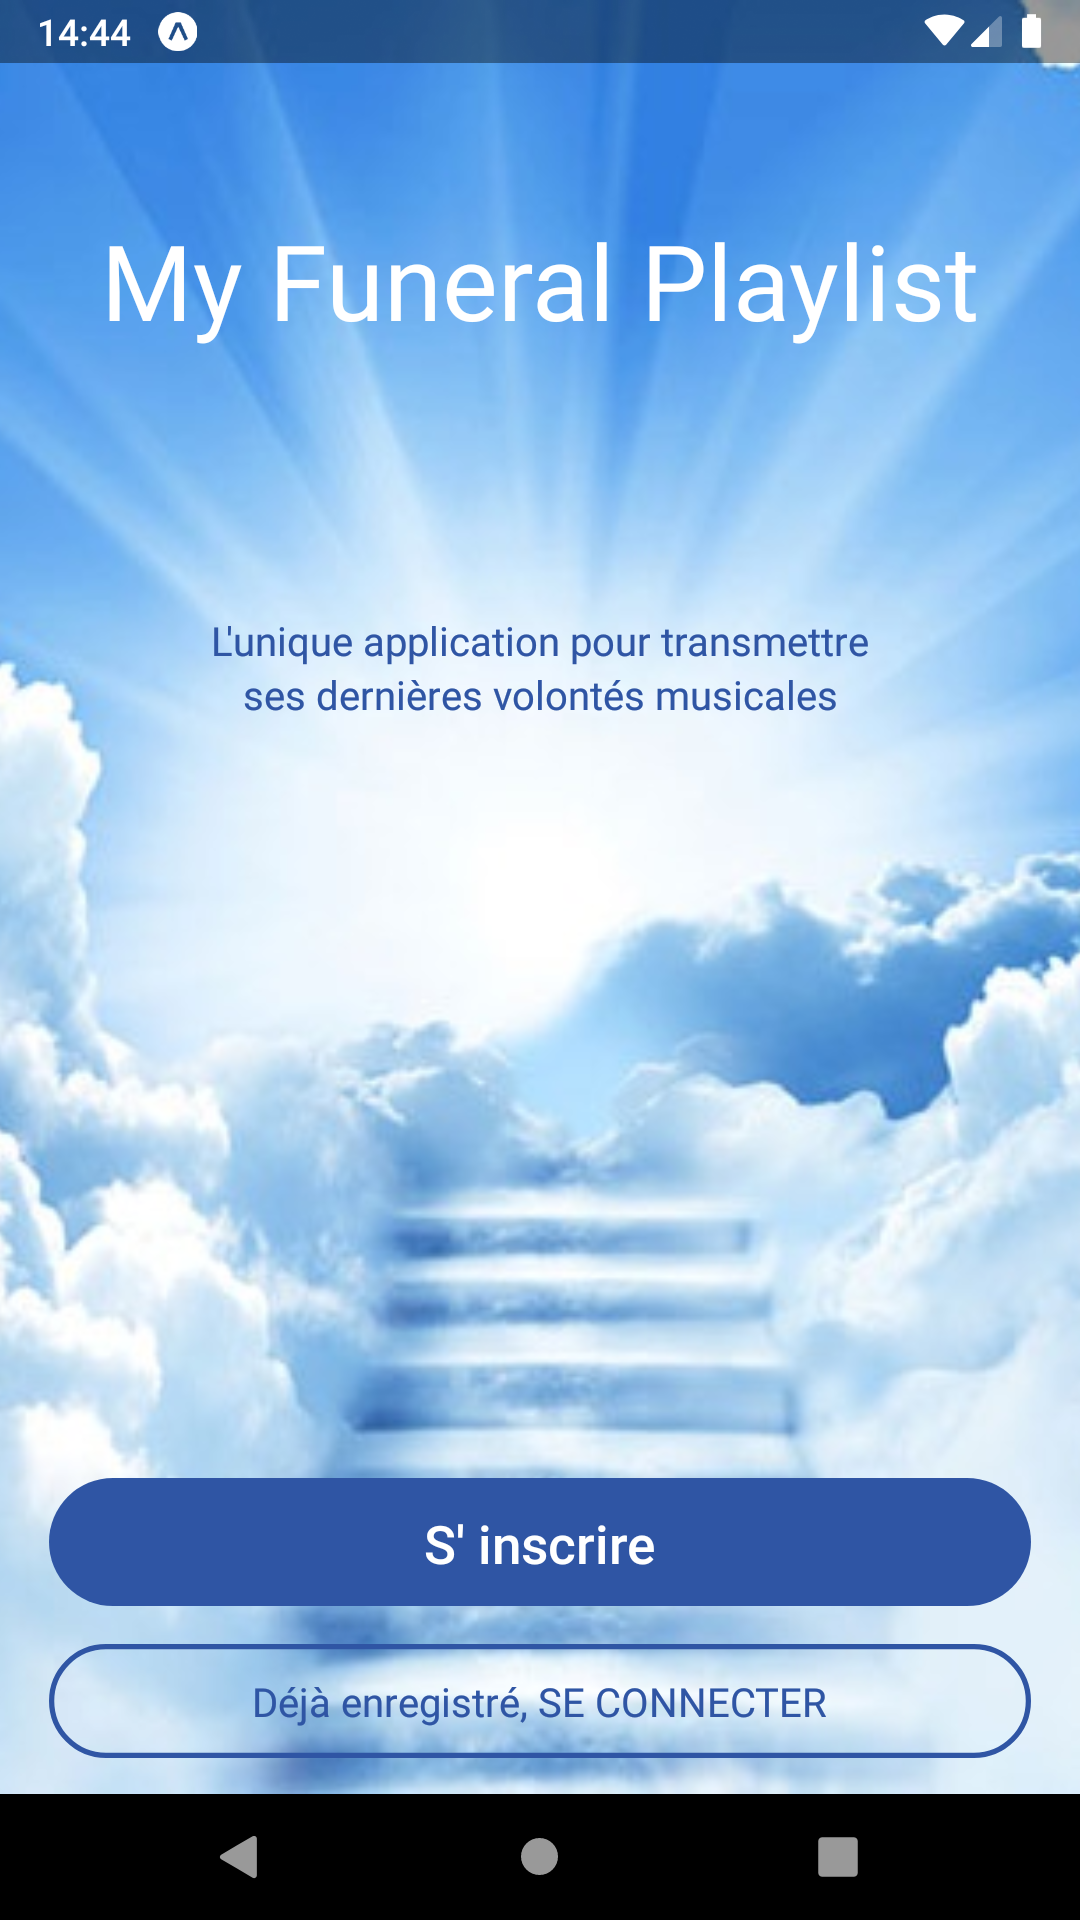 14:44
My Funeral Playlist
L'unique application pour transmettre
ses dernières volontés musicales
S' inscrire
Déjà enregistré, SE CONNECTER